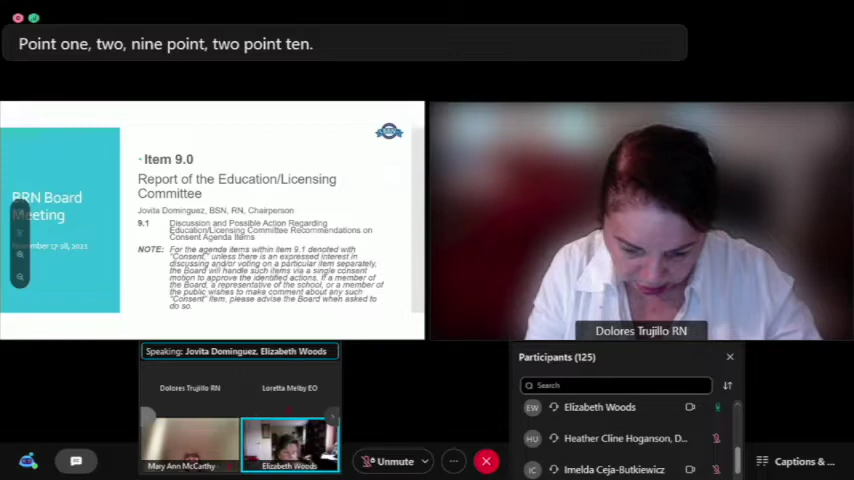 Point one, two, nine point, two point ten.
BRN Board
Meeting
November 17-18, 2021
Item 9.0
Report of the Education/Licensing
Committee
Jovita Dominguez, BSN, RN, Chairperson
9.1 Discussion and Possible Action Regarding
Education/Licensing Committee Recommendations on
Consent Agenda Items
NOTE: For the agenda items within item 9.1 denoted with
"Consent," unless there is an expressed interest in
discussing and/or voting on a particular item separately,
the Board will handle such items via a single consent
motion to approve the identified actions. If a member of
the Board, a representative of the school, or a member of
the public wishes to make comment about any such
"Consent" item, please advise the Board when asked to
do so.
Dolores Trujillo RN
Speaking: Jovita Dominguez, Elizabeth Woods
Dolores Trujillo RN
Loretta Melby EO
Mary Ann McCarthy
Elizabeth Woods
Participants (125)
Search
EW Elizabeth Woods
HU Heather Cline Hoganson, D...
IC Imelda Ceja-Butkiewicz
Unmute
Captions & ...